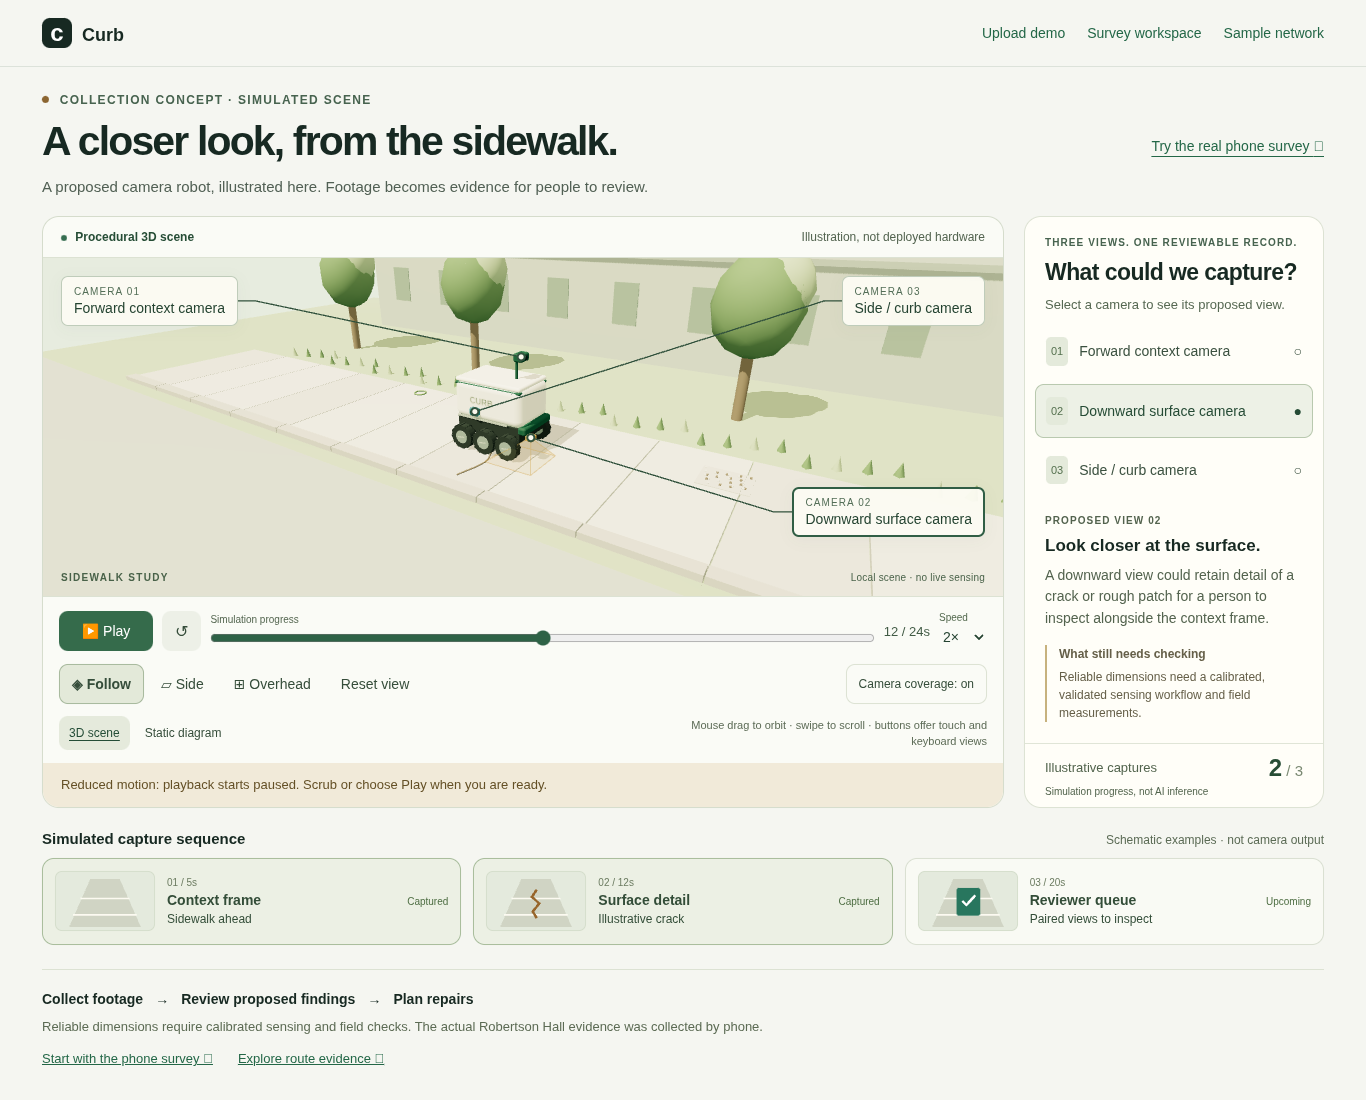 C Curb
Upload demo Survey workspace Sample network
COLLECTION CONCEPT · SIMULATED SCENE
A closer look, from the sidewalk.
Try the real phone survey
A proposed camera robot, illustrated here. Footage becomes evidence for people to review.
Procedural 3D scene
Illustration, not deployed hardware
CAMERA 01
Forward context camera
CAMERA 03
Side / curb camera
CURB
CAMERA 02
Downward surface camera
SIDEWALK STUDY
Local scene · no live sensing
Play
Simulation progress
12 / 24s
Speed
2×
Follow
Side
Overhead
Reset view
Camera coverage: on
3D scene
Static diagram
Mouse drag to orbit · swipe to scroll · buttons offer touch and
keyboard views
Reduced motion: playback starts paused. Scrub or choose Play when you are ready.
THREE VIEWS. ONE REVIEWABLE RECORD.
What could we capture?
Select a camera to see its proposed view.
01 Forward context camera
02 Downward surface camera
03 Side / curb camera
PROPOSED VIEW 02
Look closer at the surface.
A downward view could retain detail of a
crack or rough patch for a person to
inspect alongside the context frame.
What still needs checking
Reliable dimensions need a calibrated,
validated sensing workflow and field
measurements.
Illustrative captures
2 / 3
Simulation progress, not AI inference
Simulated capture sequence
Schematic examples · not camera output
01 / 5s
Context frame
Sidewalk ahead
Captured
02 / 12s
Surface detail
Illustrative crack
Captured
03 / 20s
Reviewer queue
Paired views to inspect
Upcoming
Collect footage → Review proposed findings → Plan repairs
Reliable dimensions require calibrated sensing and field checks. The actual Robertson Hall evidence was collected by phone.
Start with the phone survey
Explore route evidence